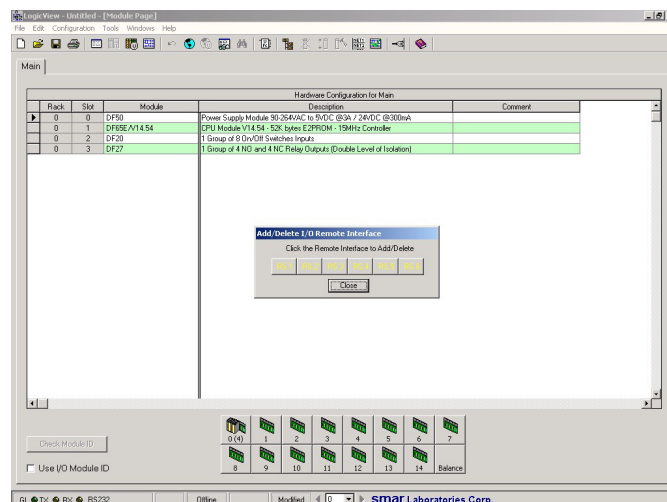 LogicView - Untitled - [Module Page]
File Edit Configuration Tools Windows Help
Main
Hardware Configuration for Main
Rack Slot Module Description Comment
0 0 DF50 Power Supply Module 90-264VAC to 5VDC @3A / 24VDC @300mA
0 1 DF65E/V14.54 CPU Module V14.54 - 52K bytes E2PROM - 15MHz Controller
0 2 DF20 1 Group of 8 On/Off Switches Inputs
0 3 DF27 1 Group of 4 NO and 4 NC Relay Outputs (Double Level of Isolation)
Add/Delete I/O Remote Interface
Click the Remote Interface to Add/Delete
Close
0 (4) 1 2 3 4 5 6 7
Check Module ID
Use I/O Module ID
8 9 10 11 12 13 14 Balance
GL TX RX RS232 Offline Modified 0 smar Laboratories Corp.